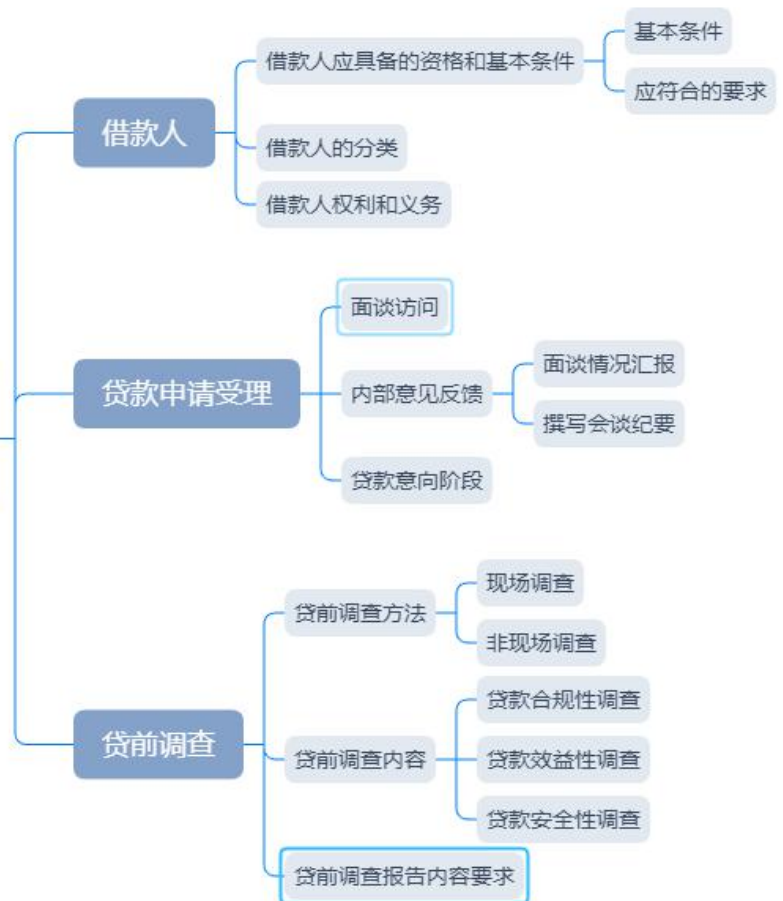 借款人
借款人应具备的资格和基本条件
基本条件
应符合的要求
借款人的分类
借款人权利和义务
贷款申请受理
面谈访问
内部意见反馈
面谈情况汇报
撰写会谈纪要
贷款意向阶段
贷前调查
贷前调查方法
现场调查
非现场调查
贷前调查内容
贷款合规性调查
贷款效益性调查
贷款安全性调查
贷前调查报告内容要求